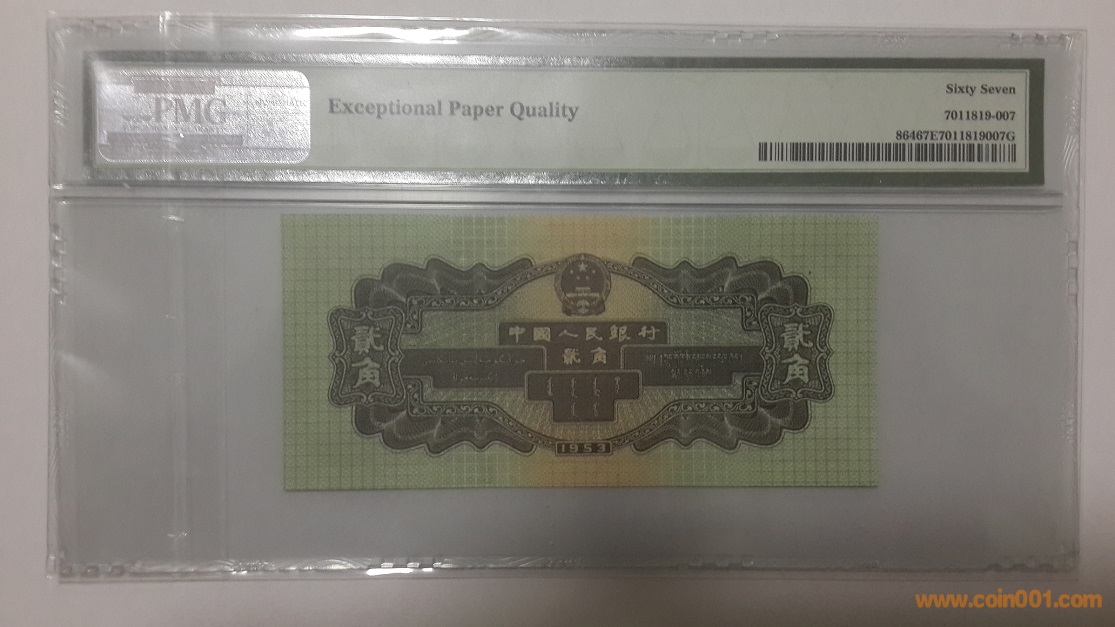 PMG
Exceptional Paper Quality
Sixty Seven
7011819-007
86467E7011819007G
中國人民銀行
貳角
貳角
貳角
1953
www.coin001.com